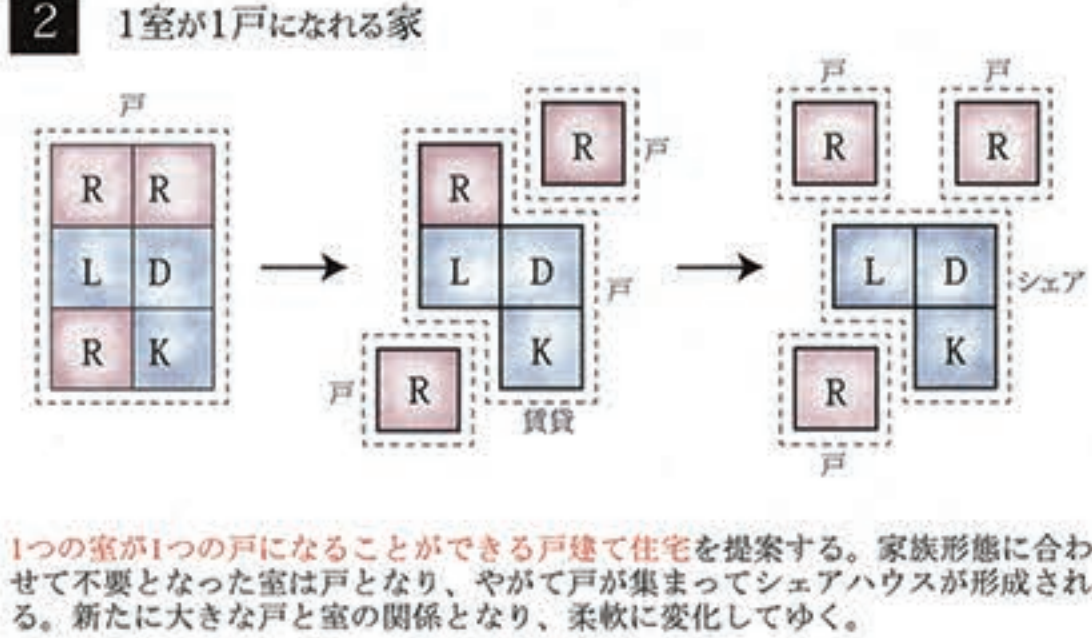 2 1室が1戸になれる家
戸
R R
L D
R K
戸
R
R
L D
戸
K
戸
R
賃貸
戸 戸
R R
L D
シェア
K
R
戸
1つの室が1つの戸になることができる戸建て住宅を提案する。家族形態に合わ
せて不要となった室は戸となり、やがて戸が集まってシェアハウスが形成され
る。新たに大きな戸と室の関係となり、柔軟に変化してゆく。